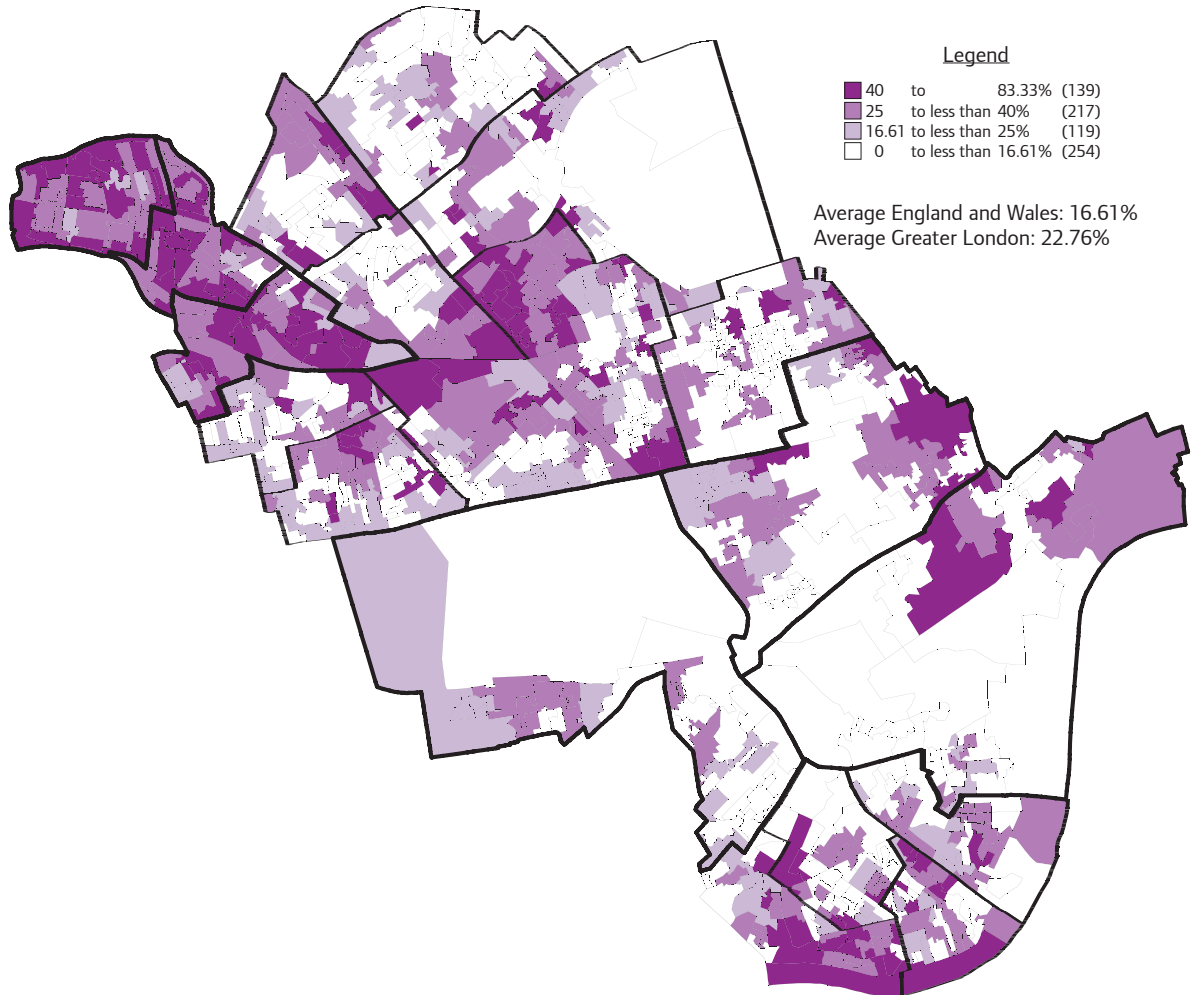 Legend
40 to 83.33% (139)
25 to less than 40% (217)
16.61 to less than 25% (119)
0 to less than 16.61% (254)
Average England and Wales: 16.61%
Average Greater London: 22.76%